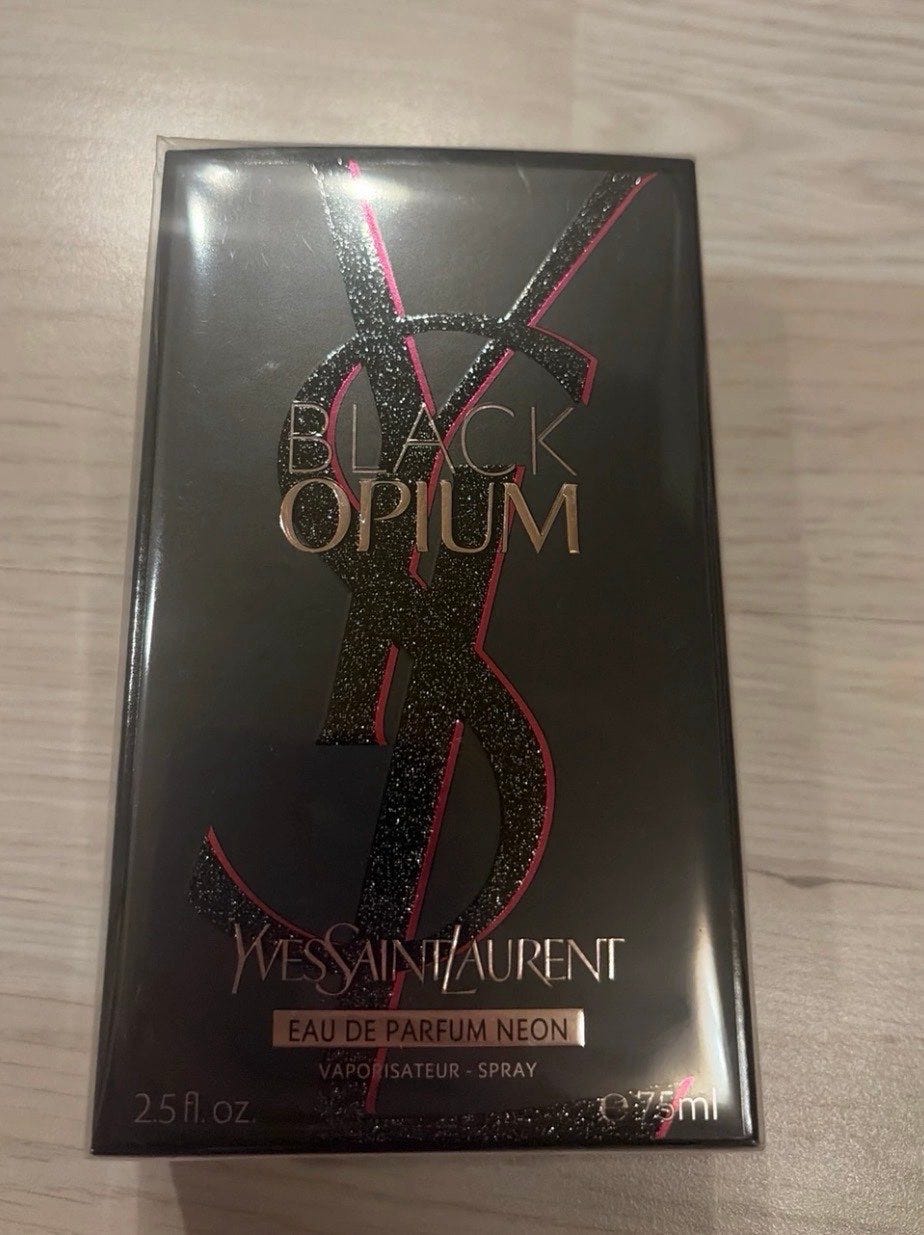 BLACK
OPIUM
YVESSAINTLAURENT
EAU DE PARFUM NEON
VAPORISATEUR - SPRAY
2.5 fl. oz. ℮ 75ml